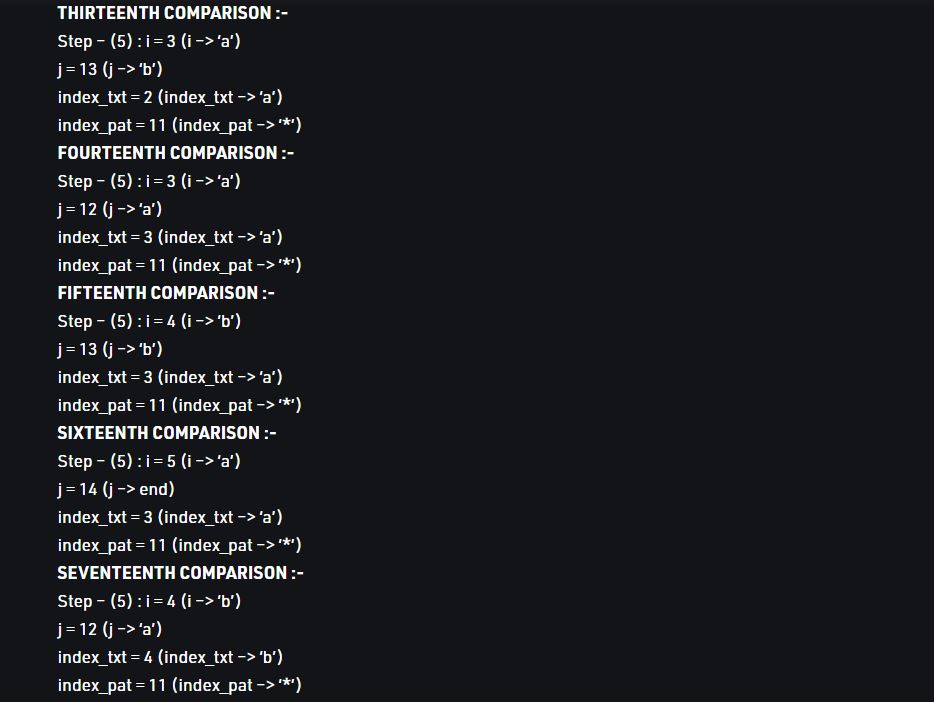 THIRTEENTH COMPARISON :-
Step – (5) : i = 3 (i –> ‘a’)
j = 13 (j –> ‘b’)
index_txt = 2 (index_txt –> ‘a’)
index_pat = 11 (index_pat –> ‘*’)
FOURTEENTH COMPARISON :-
Step – (5) : i = 3 (i –> ‘a’)
j = 12 (j –> ‘a’)
index_txt = 3 (index_txt –> ‘a’)
index_pat = 11 (index_pat –> ‘*’)
FIFTEENTH COMPARISON :-
Step – (5) : i = 4 (i –> ‘b’)
j = 13 (j –> ‘b’)
index_txt = 3 (index_txt –> ‘a’)
index_pat = 11 (index_pat –> ‘*’)
SIXTEENTH COMPARISON :-
Step – (5) : i = 5 (i –> ‘a’)
j = 14 (j –> end)
index_txt = 3 (index_txt –> ‘a’)
index_pat = 11 (index_pat –> ‘*’)
SEVENTEENTH COMPARISON :-
Step – (5) : i = 4 (i –> ‘b’)
j = 12 (j –> ‘a’)
index_txt = 4 (index_txt –> ‘b’)
index_pat = 11 (index_pat –> ‘*’)